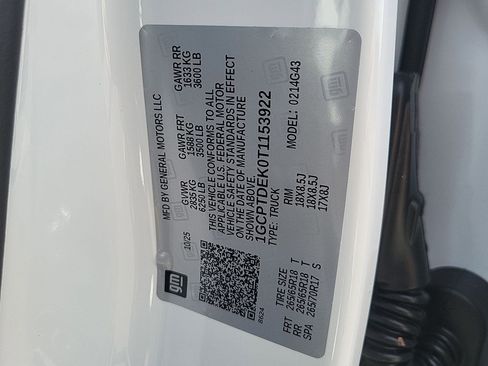 gm
MFD BY GENERAL MOTORS LLC
10/25
GVWR
2835 KG
6250 LB
GAWR FRT
1588 KG
3500 LB
GAWR RR
1633 KG
3600 LB
THIS VEHICLE CONFORMS TO ALL
APPLICABLE U.S. FEDERAL MOTOR
VEHICLE SAFETY STANDARDS IN EFFECT
ON THE DATE OF MANUFACTURE
SHOWN ABOVE.
1GCPTDEK0T1153922
TYPE: TRUCK
MODEL: 0214G43
8624
TIRE SIZE RIM
FRT 265/65R18 T 18X8.5J
RR 265/65R18 T 18X8.5J
SPA 265/70R17 S 17X8J